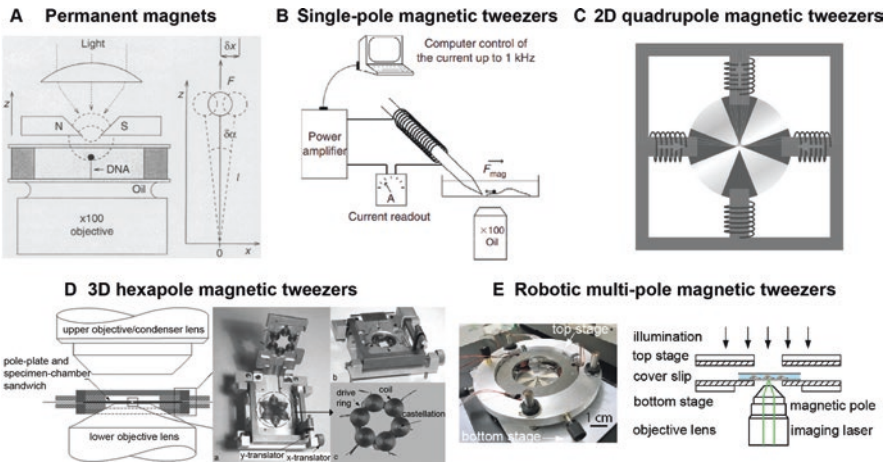 A Permanent magnets
Light
z
N
S
DNA
Oil
x100
objective
δx
F
z
δα
l
0
x
B Single-pole magnetic tweezers
Computer control of
the current up to 1 kHz
Power
amplifier
A
Current readout
F mag
×100
Oil
C 2D quadrupole magnetic tweezers
D 3D hexapole magnetic tweezers
upper objective/condenser lens
pole-plate and
specimen-chamber
sandwich
lower objective lens
a
y-translator
x-translator
b
drive
ring
coil
castellation
c
E Robotic multi-pole magnetic tweezers
top stage
1 cm
bottom stage
illumination
top stage
cover slip
bottom stage
objective lens
magnetic pole
imaging laser